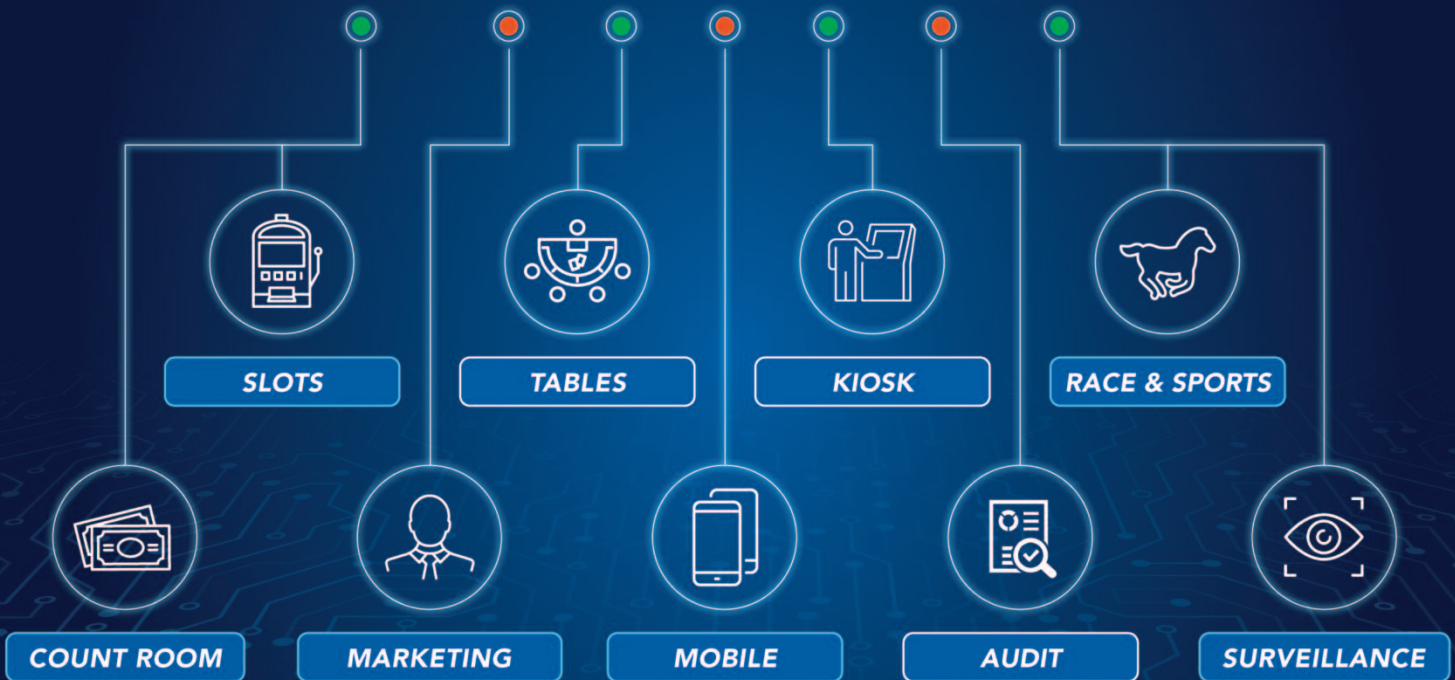 SLOTS
TABLES
KIOSK
RACE & SPORTS
COUNT ROOM
MARKETING
MOBILE
AUDIT
SURVEILLANCE